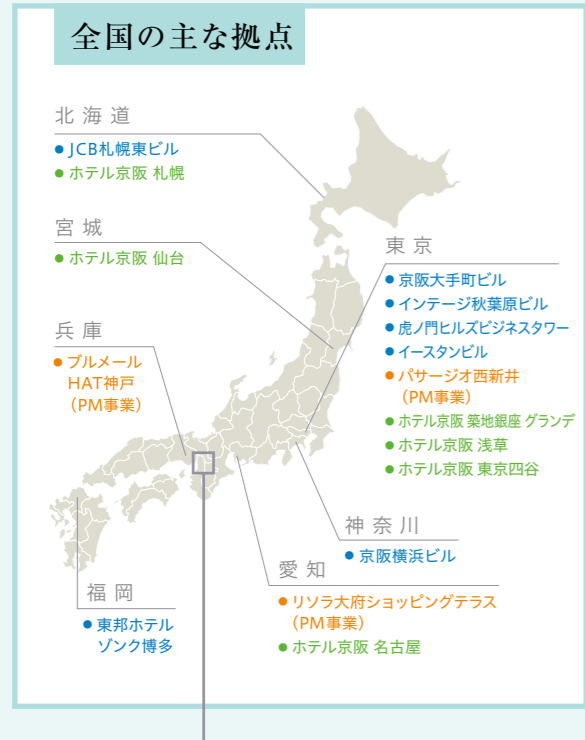 全国の主な拠点
北海道
● JCB札幌東ビル
● ホテル京阪 札幌
宮城
● ホテル京阪 仙台
兵庫
● ブルメール
HAT神戸
（PM事業）
東京
● 京阪大手町ビル
● インテージ秋葉原ビル
● 虎ノ門ヒルズビジネスタワー
● イースタンビル
● パサージオ西新井
（PM事業）
● ホテル京阪 築地銀座 グランデ
● ホテル京阪 浅草
● ホテル京阪 東京四谷
神奈川
● 京阪横浜ビル
愛知
● リソラ大府ショッピングテラス
（PM事業）
● ホテル京阪 名古屋
福岡
● 東邦ホテル
ゾンク博多